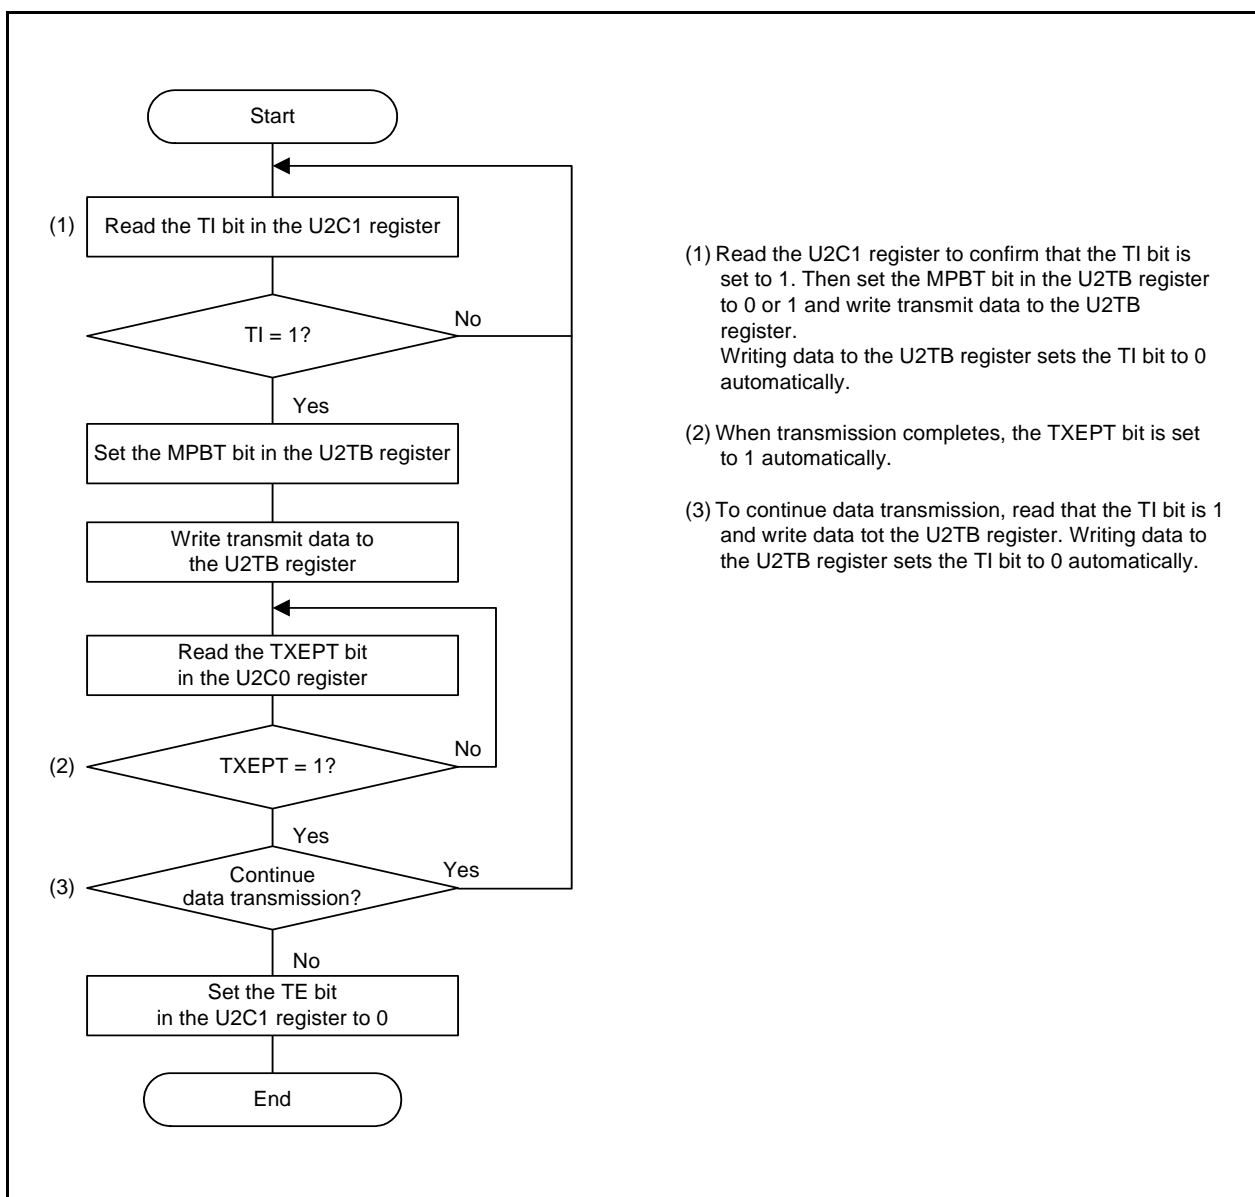 Start
(1)
Read the TI bit in the U2C1 register
TI = 1?
No
Yes
Set the MPBT bit in the U2TB register
Write transmit data to
the U2TB register
Read the TXEPT bit
in the U2C0 register
(2)
TXEPT = 1?
No
Yes
(3)
Continue
data transmission?
Yes
No
Set the TE bit
in the U2C1 register to 0
End
(1) Read the U2C1 register to confirm that the TI bit is
set to 1. Then set the MPBT bit in the U2TB register
to 0 or 1 and write transmit data to the U2TB
register.
Writing data to the U2TB register sets the TI bit to 0
automatically.
(2) When transmission completes, the TXEPT bit is set
to 1 automatically.
(3) To continue data transmission, read that the TI bit is 1
and write data tot the U2TB register. Writing data to
the U2TB register sets the TI bit to 0 automatically.